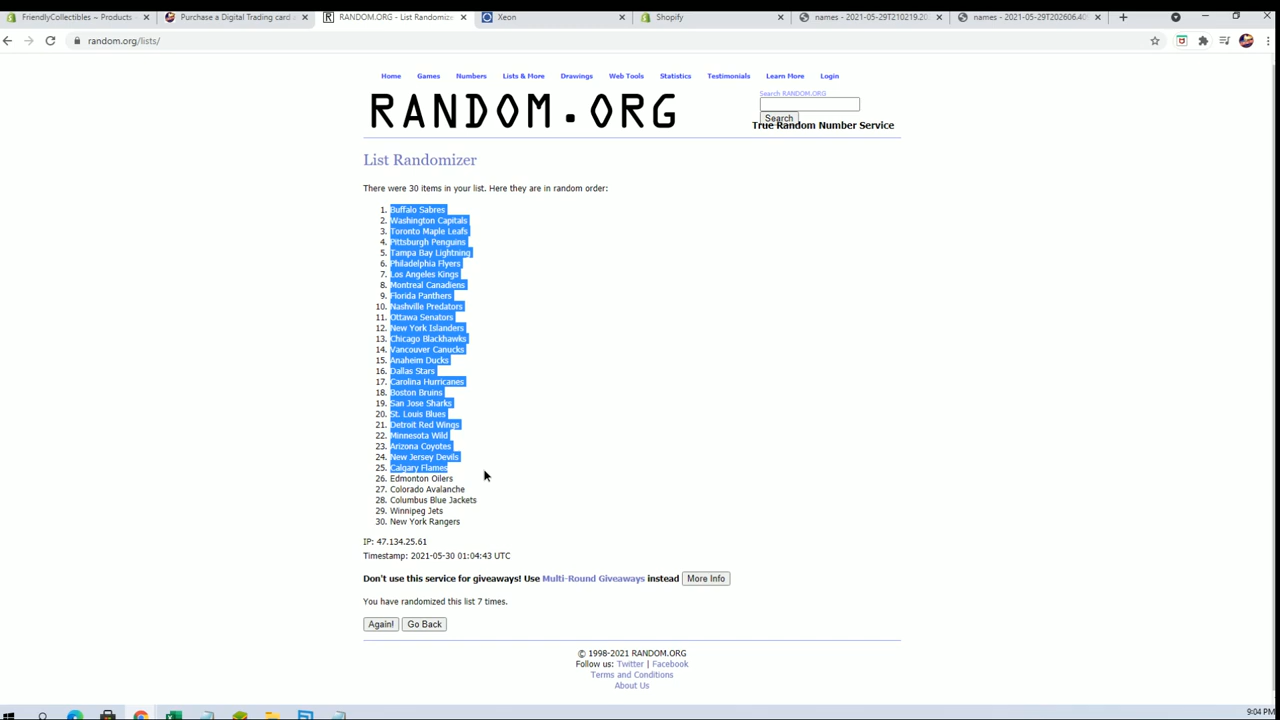 FriendlyCollectibles ~ Products -
Purchase a Digital Trading card a
RANDOM.ORG - List Randomizer
Xeon
Shopify
names - 2021-05-29T210219.20
names - 2021-05-29T202606.40
random.org/lists/
Home Games Numbers Lists & More Drawings Web Tools Statistics Testimonials Learn More Login
RANDOM.ORG
Search RANDOM.ORG
Search
True Random Number Service
List Randomizer
There were 30 items in your list. Here they are in random order:
1. Buffalo Sabres
2. Washington Capitals
3. Toronto Maple Leafs
4. Pittsburgh Penguins
5. Tampa Bay Lightning
6. Philadelphia Flyers
7. Los Angeles Kings
8. Montreal Canadiens
9. Florida Panthers
10. Nashville Predators
11. Ottawa Senators
12. New York Islanders
13. Chicago Blackhawks
14. Vancouver Canucks
15. Anaheim Ducks
16. Dallas Stars
17. Carolina Hurricanes
18. Boston Bruins
19. San Jose Sharks
20. St. Louis Blues
21. Detroit Red Wings
22. Minnesota Wild
23. Arizona Coyotes
24. New Jersey Devils
25. Calgary Flames
26. Edmonton Oilers
27. Colorado Avalanche
28. Columbus Blue Jackets
29. Winnipeg Jets
30. New York Rangers
IP: 47.134.25.61
Timestamp: 2021-05-30 01:04:43 UTC
Don't use this service for giveaways! Use Multi-Round Giveaways instead More Info
You have randomized this list 7 times.
Again! Go Back
© 1998-2021 RANDOM.ORG
Follow us: Twitter | Facebook
Terms and Conditions
About Us
9:04 PM